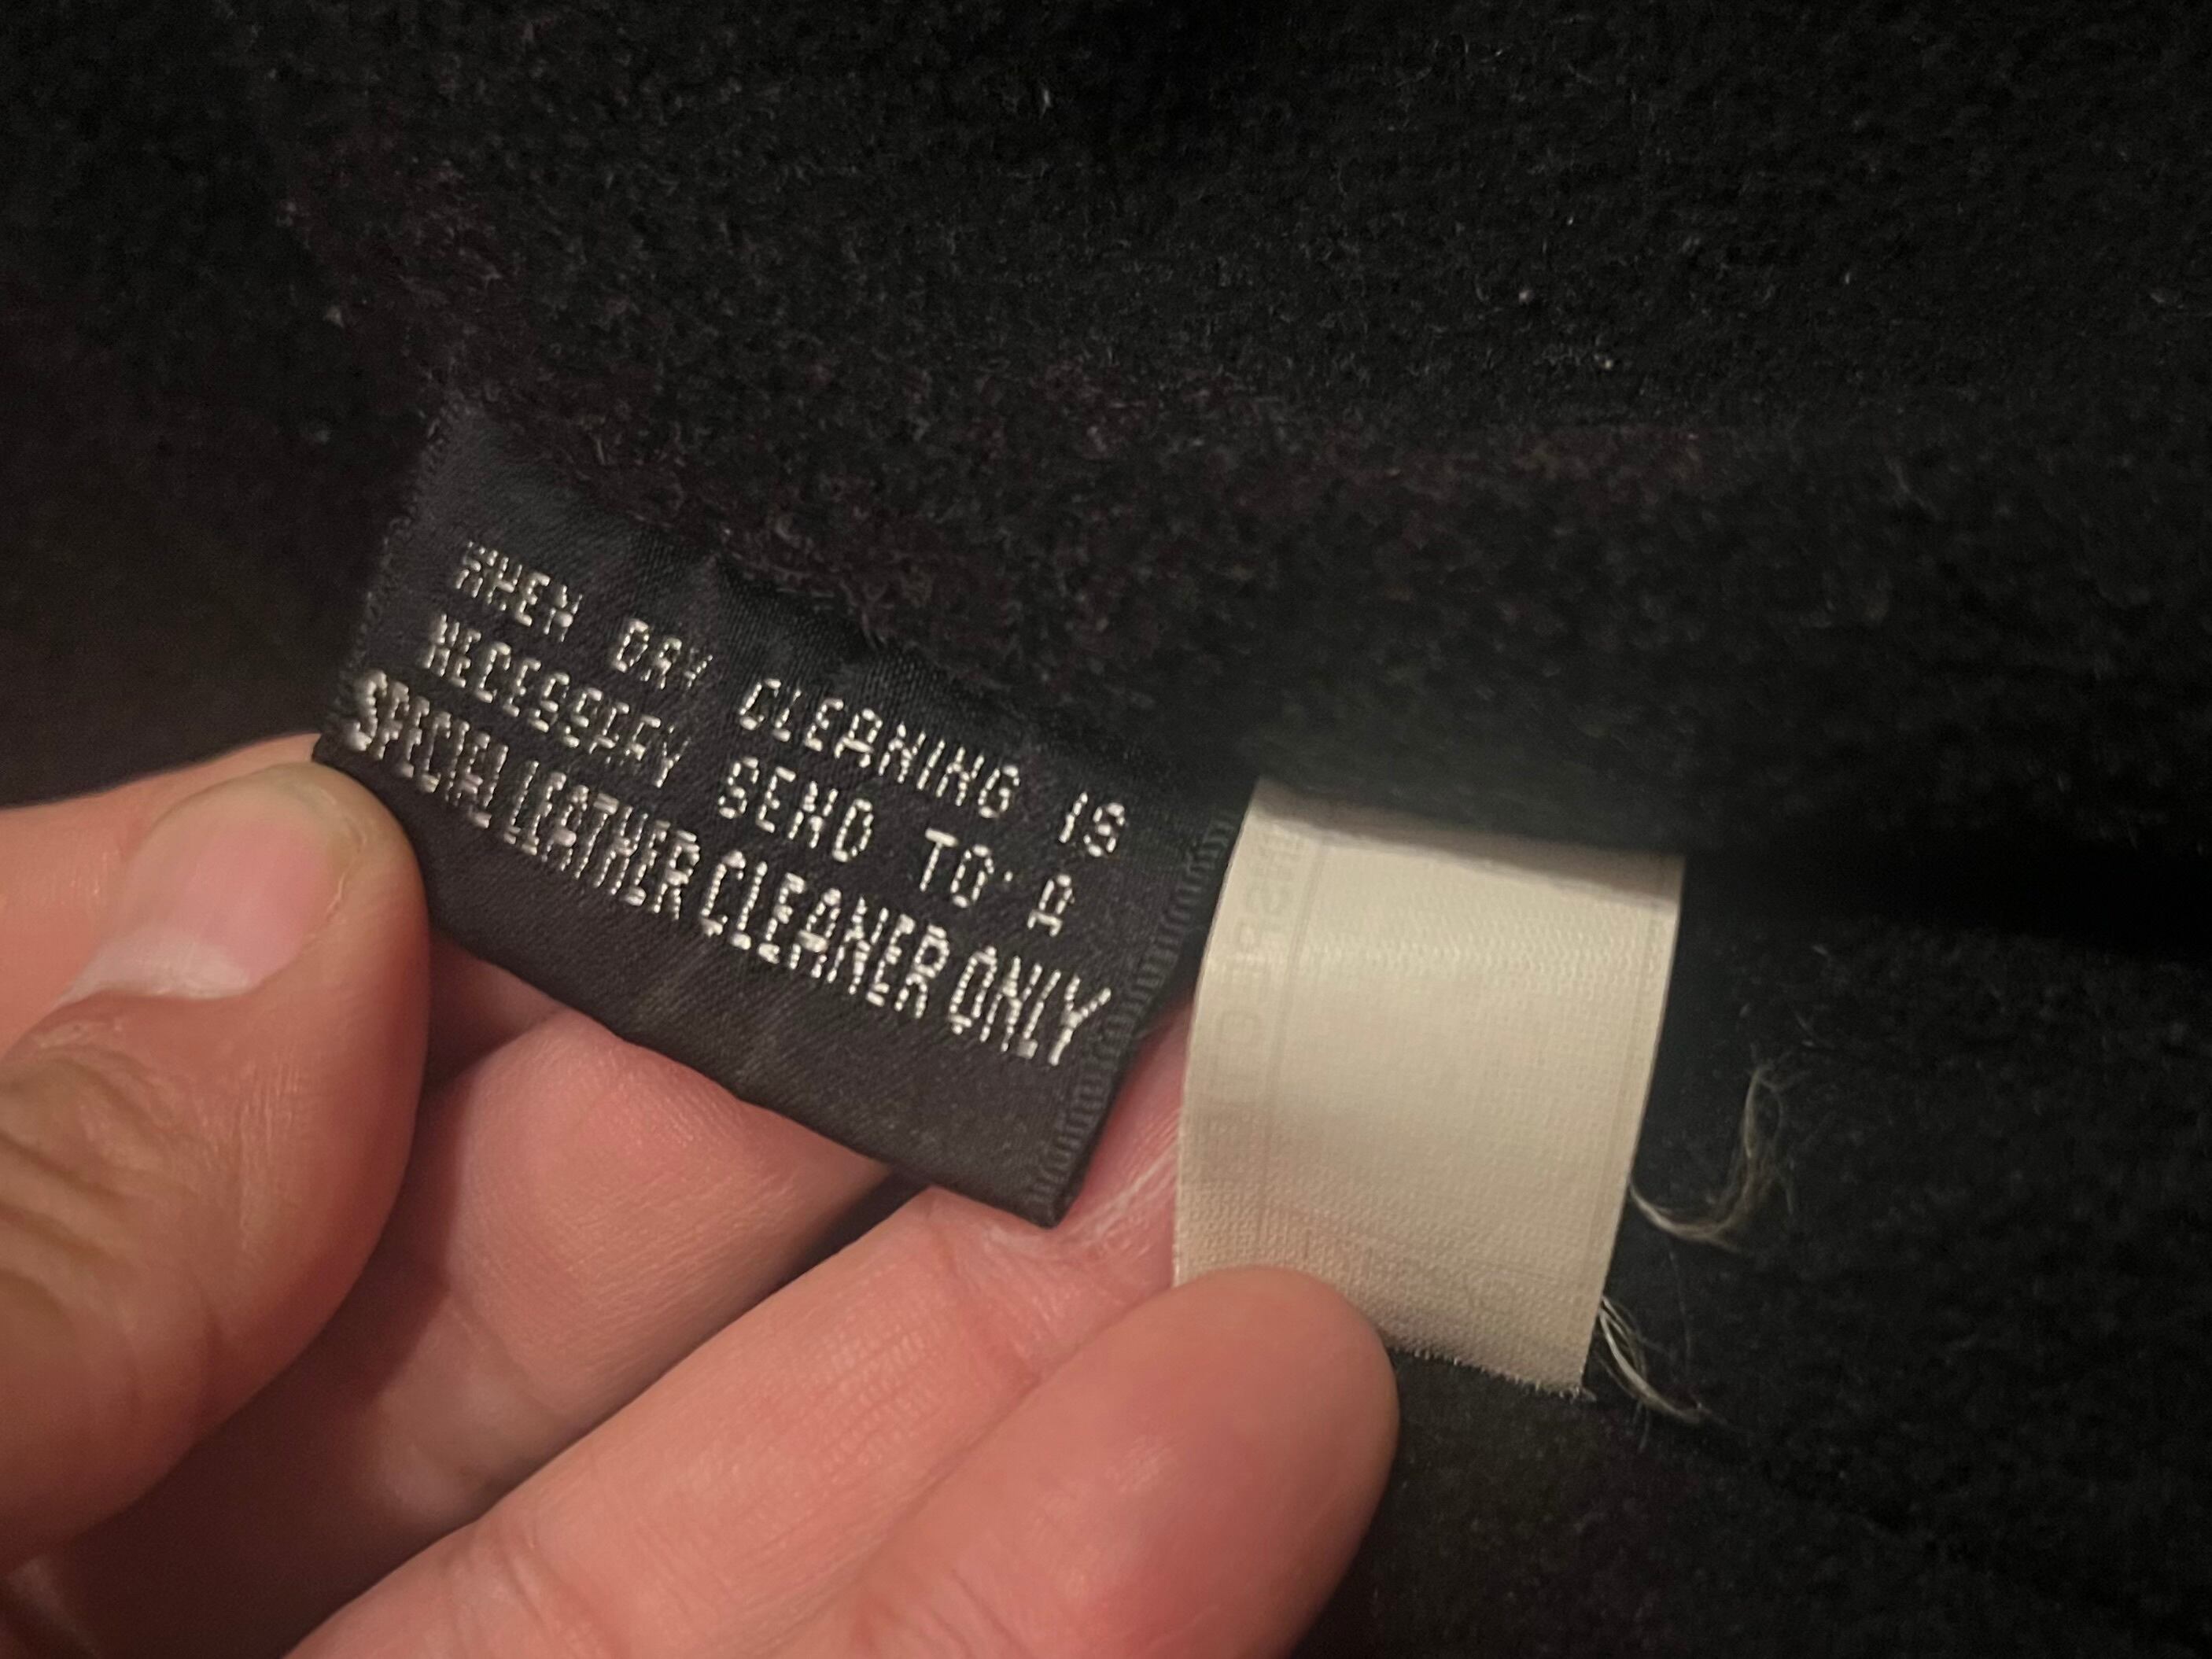 WHEN DRY CLEANING IS
NECESSARY SEND TO A
SPECIAL LEATHER CLEANER ONLY